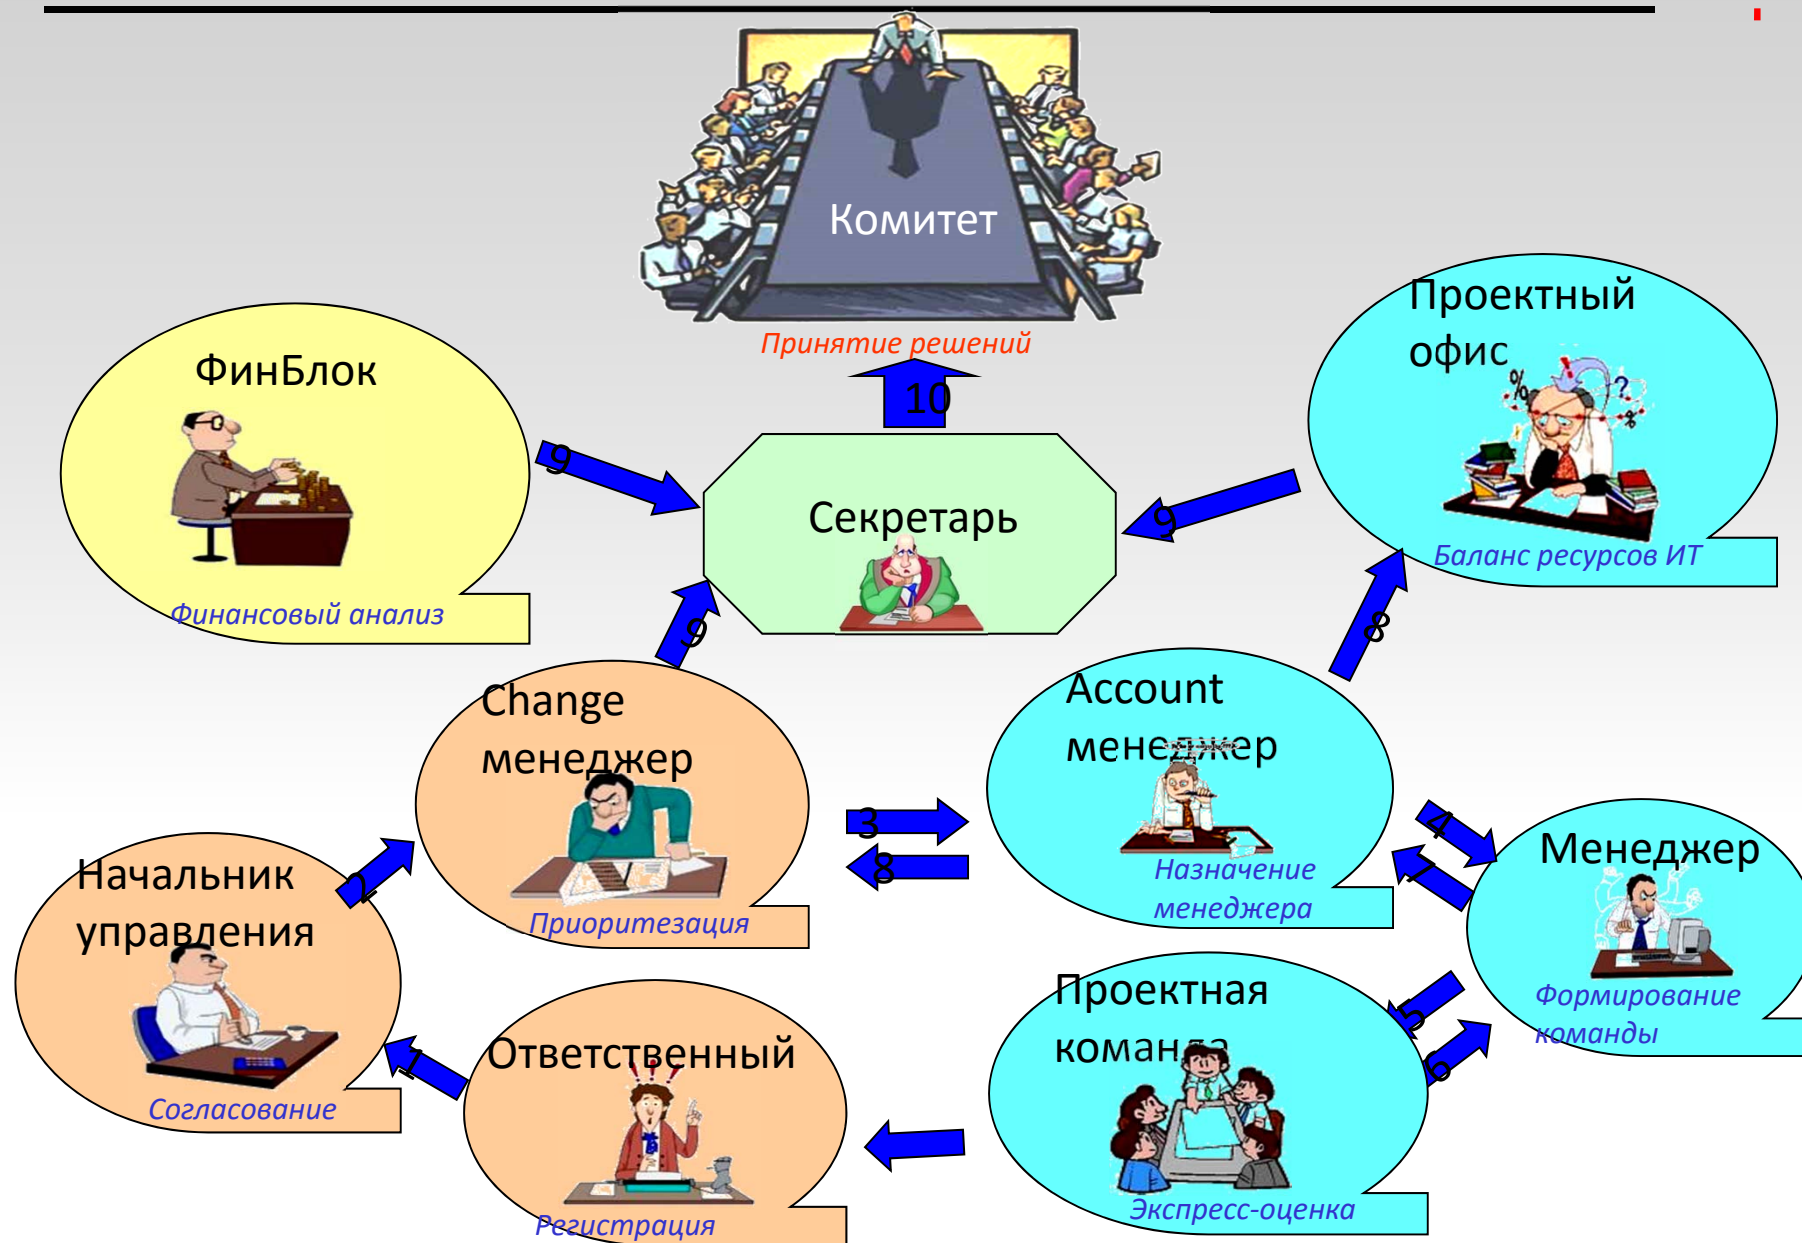 Комитет
Принятие решений
10
ФинБлок
Финансовый анализ
9
Секретарь
9
Проектный
офис
%
?
%
Баланс ресурсов ИТ
9
8
Change
менеджер
Приоритезация
3
8
Account
менеджер
Назначение
менеджера
4
7
Менеджер
Формирование
команды
Начальник
управления
Согласование
2
1
Ответственный
!!!
Регистрация
Проектная
команда
Экспресс-оценка
5
6